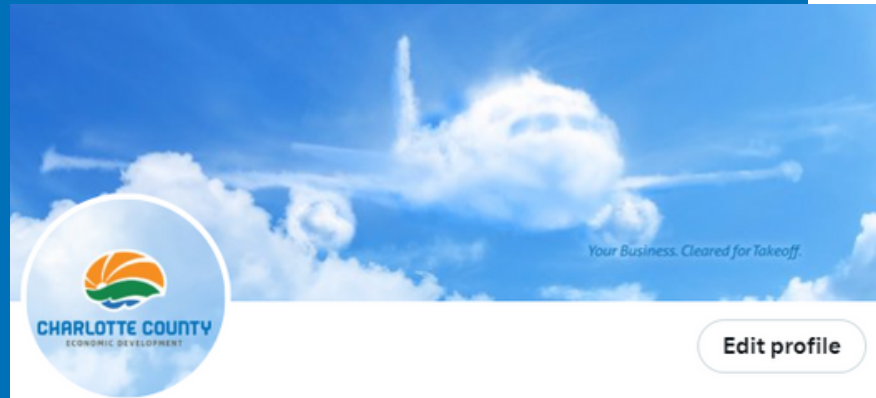 Your Business. Cleared for Takeoff.
CHARLOTTE COUNTY
ECONOMIC DEVELOPMENT
Edit profile